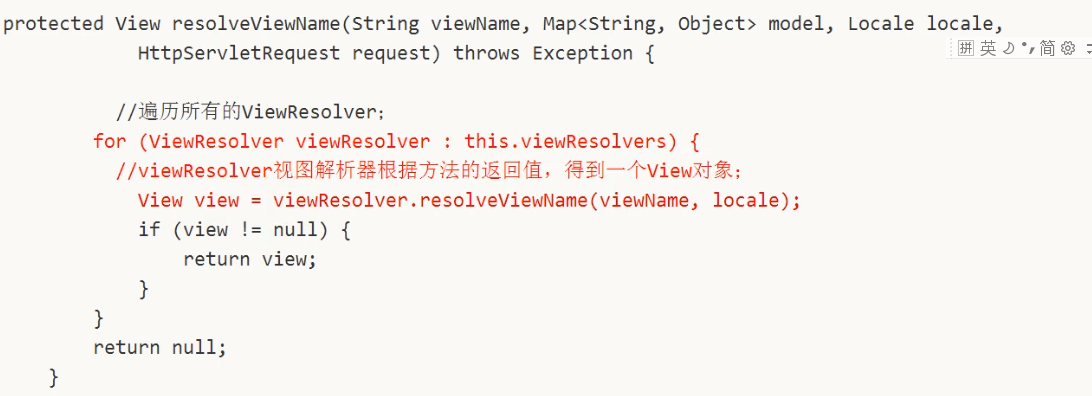 protected View resolveViewName(String viewName, Map<String, Object> model, Locale locale,
HttpServletRequest request) throws Exception {
拼 英 简
//遍历所有的ViewResolver;
for (ViewResolver viewResolver : this.viewResolvers) {
//viewResolver视图解析器根据方法的返回值，得到一个View对象;
View view = viewResolver.resolveViewName(viewName, locale);
if (view != null) {
return view;
}
}
return null;
}